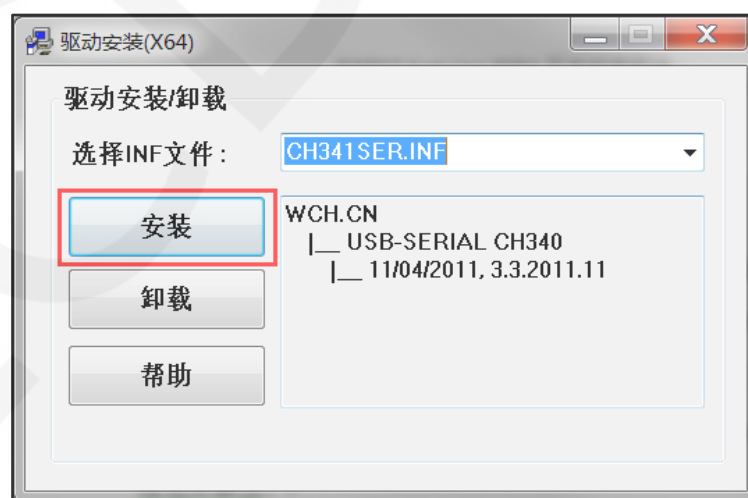 驱动安装(X64)
驱动安装/卸载
选择INF文件：
CH341SER.INF
安装
WCH.CN
|__ USB-SERIAL CH340
|__ 11/04/2011, 3.3.2011.11
卸载
帮助